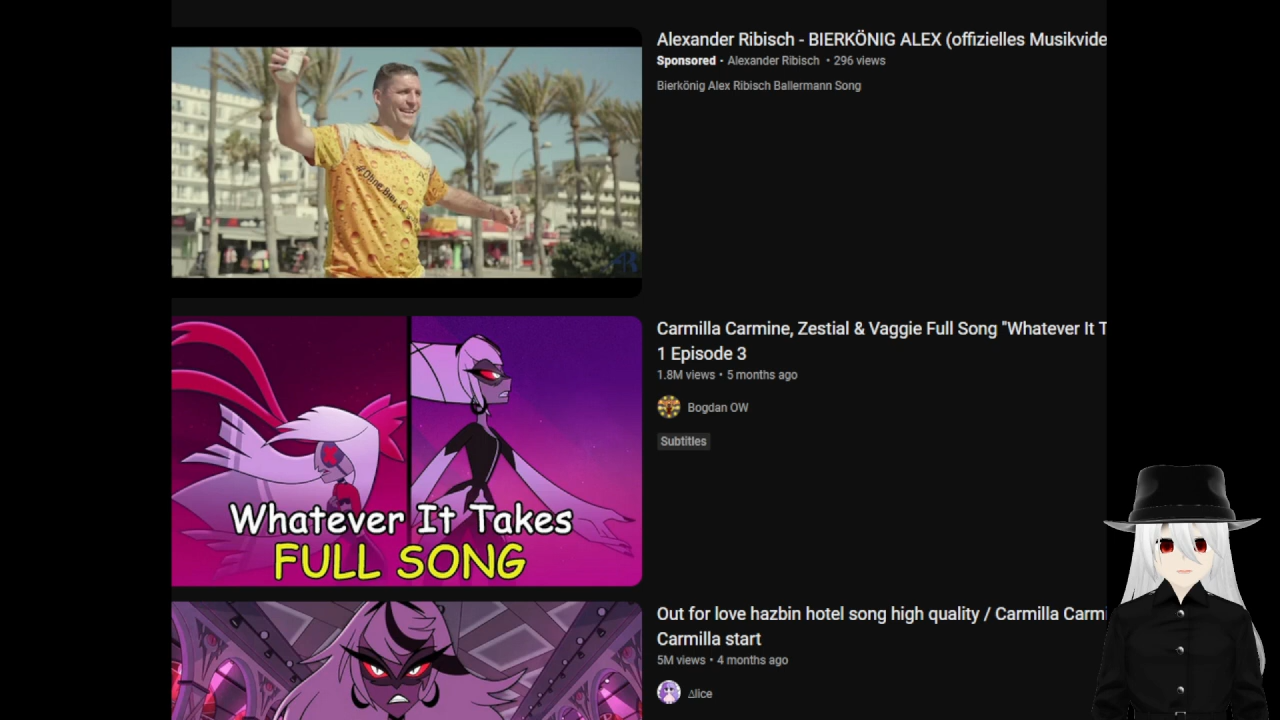 Alexander Ribisch - BIERKÖNIG ALEX (offizielles Musikvide
Sponsored · Alexander Ribisch • 296 views
Bierkönig Alex Ribisch Ballermann Song
Carmilla Carmine, Zestial & Vaggie Full Song "Whatever It T
1 Episode 3
1.8M views • 5 months ago
Bogdan OW
Subtitles
Whatever It Takes
FULL SONG
Out for love hazbin hotel song high quality / Carmilla Carmi
Carmilla start
5M views • 4 months ago
∆lice